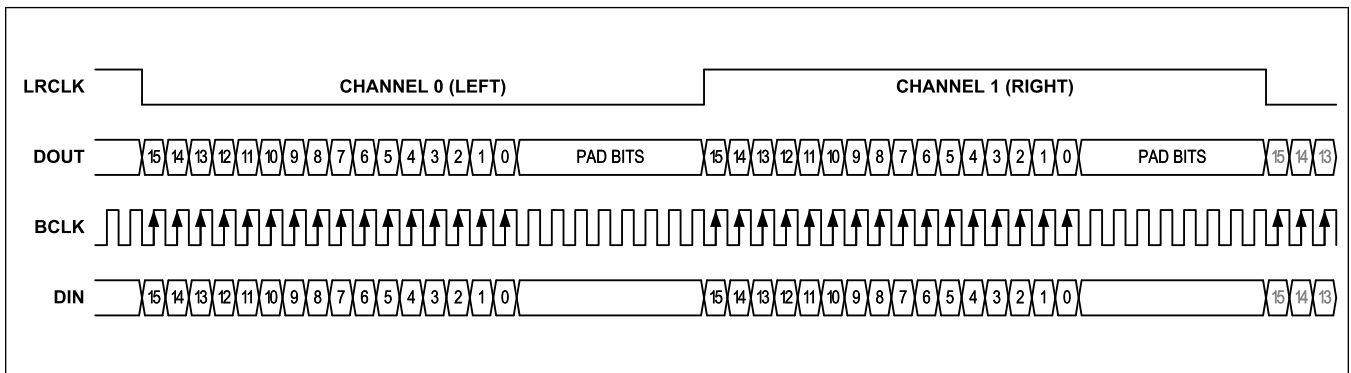 LRCLK CHANNEL 0 (LEFT) CHANNEL 1 (RIGHT)
DOUT 15 14 13 12 11 10 9 8 7 6 5 4 3 2 1 0 PAD BITS 15 14 13 12 11 10 9 8 7 6 5 4 3 2 1 0 PAD BITS 15 14 13
BCLK
DIN 15 14 13 12 11 10 9 8 7 6 5 4 3 2 1 0 15 14 13 12 11 10 9 8 7 6 5 4 3 2 1 0 15 14 13